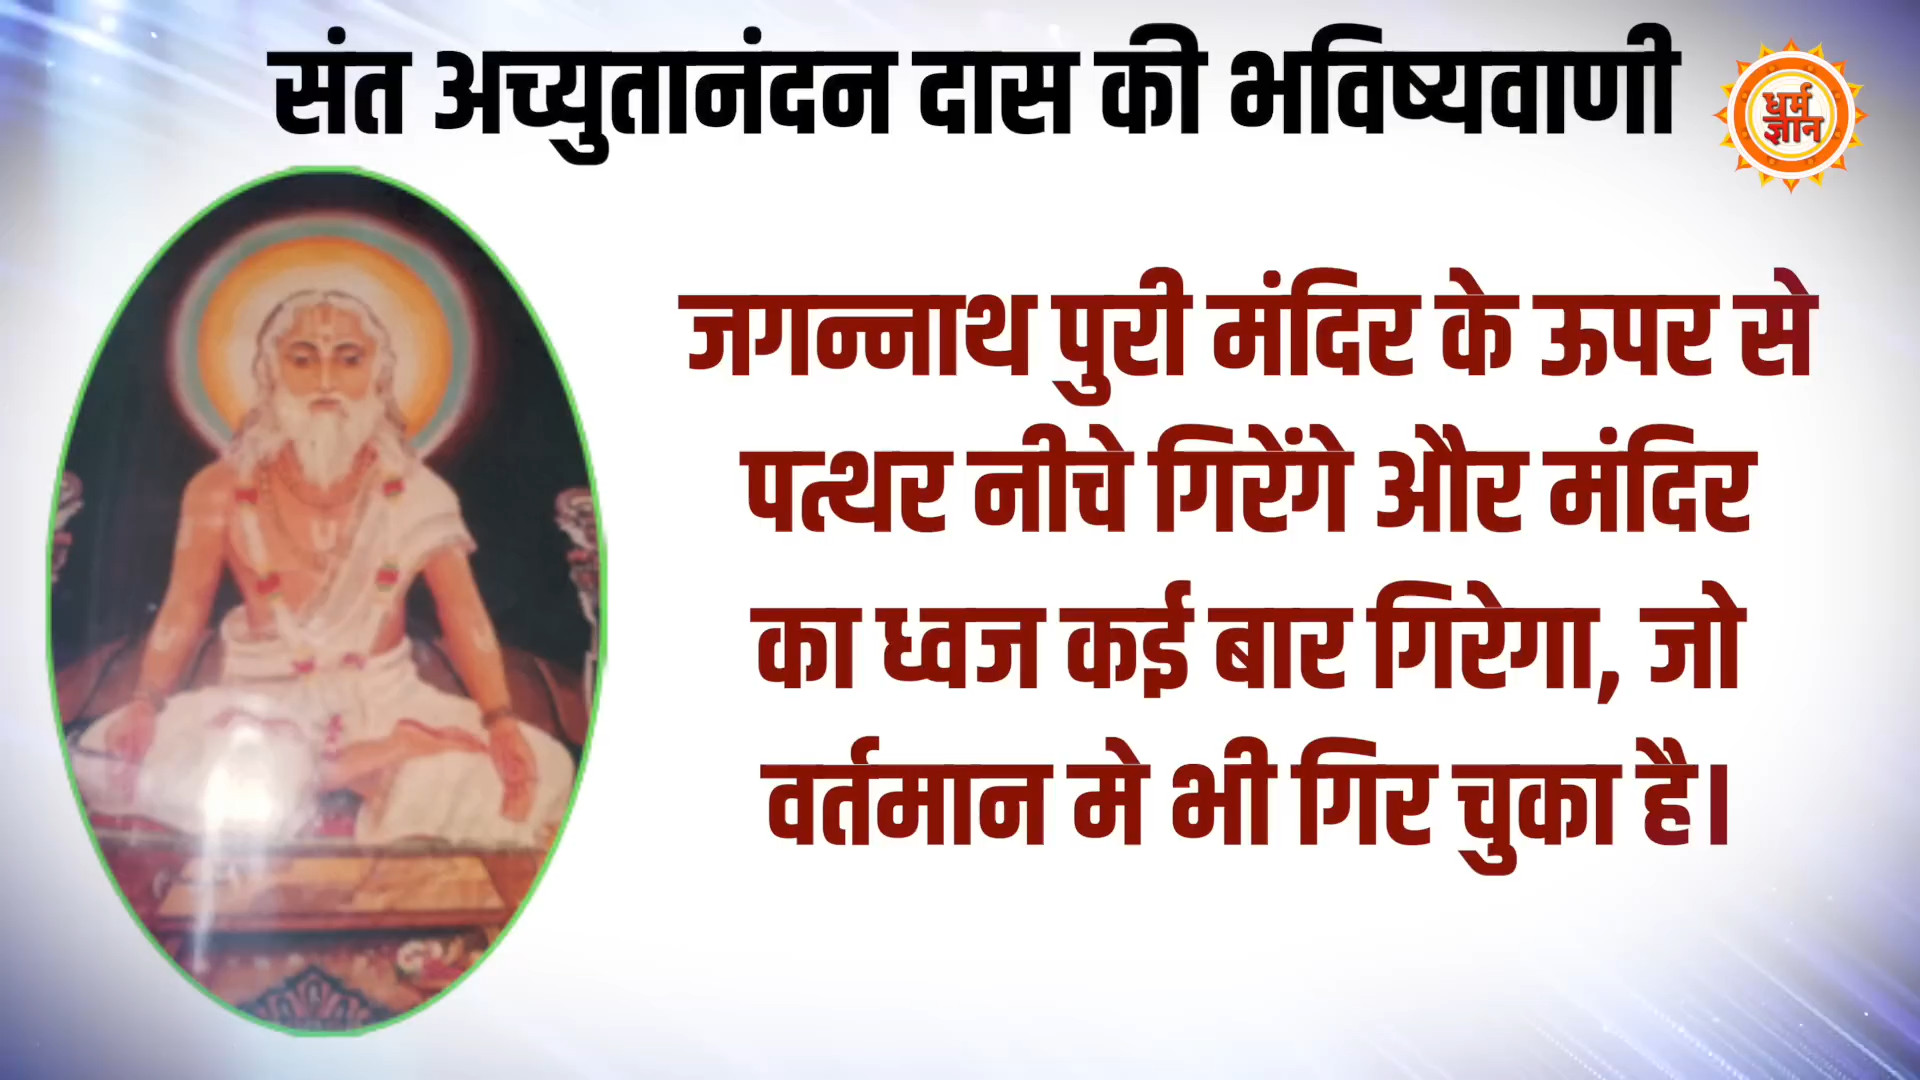 संत अच्युतानंदन दास की भविष्यवाणी
धर्म
ज्ञान
जगन्नाथ पुरी मंदिर के ऊपर से
पत्थर नीचे गिरेंगे और मंदिर
का ध्वज कई बार गिरेगा, जो
वर्तमान मे भी गिर चुका है।